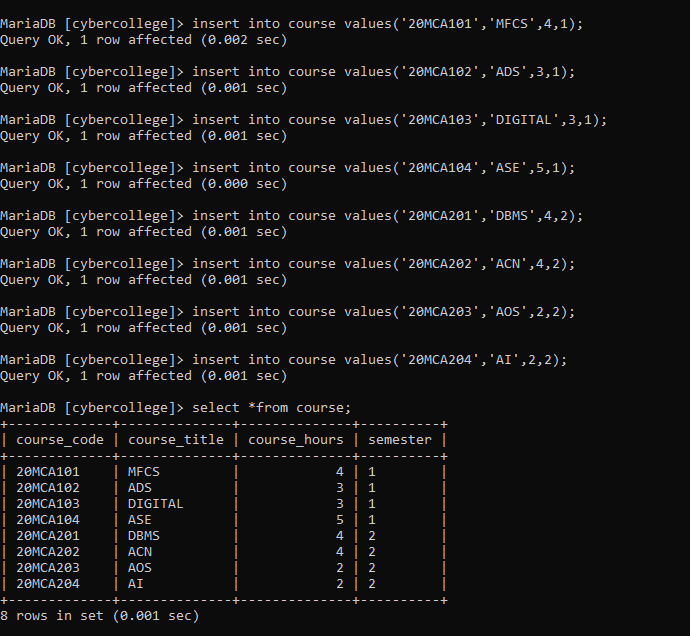 MariaDB [cybercollege]> insert into course values('20MCA101','MFCS',4,1);
Query OK, 1 row affected (0.002 sec)
MariaDB [cybercollege]> insert into course values('20MCA102','ADS',3,1);
Query OK, 1 row affected (0.001 sec)
MariaDB [cybercollege]> insert into course values('20MCA103','DIGITAL',3,1);
Query OK, 1 row affected (0.001 sec)
MariaDB [cybercollege]> insert into course values('20MCA104','ASE',5,1);
Query OK, 1 row affected (0.000 sec)
MariaDB [cybercollege]> insert into course values('20MCA201','DBMS',4,2);
Query OK, 1 row affected (0.001 sec)
MariaDB [cybercollege]> insert into course values('20MCA202','ACN',4,2);
Query OK, 1 row affected (0.001 sec)
MariaDB [cybercollege]> insert into course values('20MCA203','AOS',2,2);
Query OK, 1 row affected (0.001 sec)
MariaDB [cybercollege]> insert into course values('20MCA204','AI',2,2);
Query OK, 1 row affected (0.001 sec)
MariaDB [cybercollege]> select *from course;
+-------------+--------------+--------------+----------+
| course_code | course_title | course_hours | semester |
+-------------+--------------+--------------+----------+
| 20MCA101    | MFCS         |            4 | 1        |
| 20MCA102    | ADS          |            3 | 1        |
| 20MCA103    | DIGITAL      |            3 | 1        |
| 20MCA104    | ASE          |            5 | 1        |
| 20MCA201    | DBMS         |            4 | 2        |
| 20MCA202    | ACN          |            4 | 2        |
| 20MCA203    | AOS          |            2 | 2        |
| 20MCA204    | AI           |            2 | 2        |
+-------------+--------------+--------------+----------+
8 rows in set (0.001 sec)